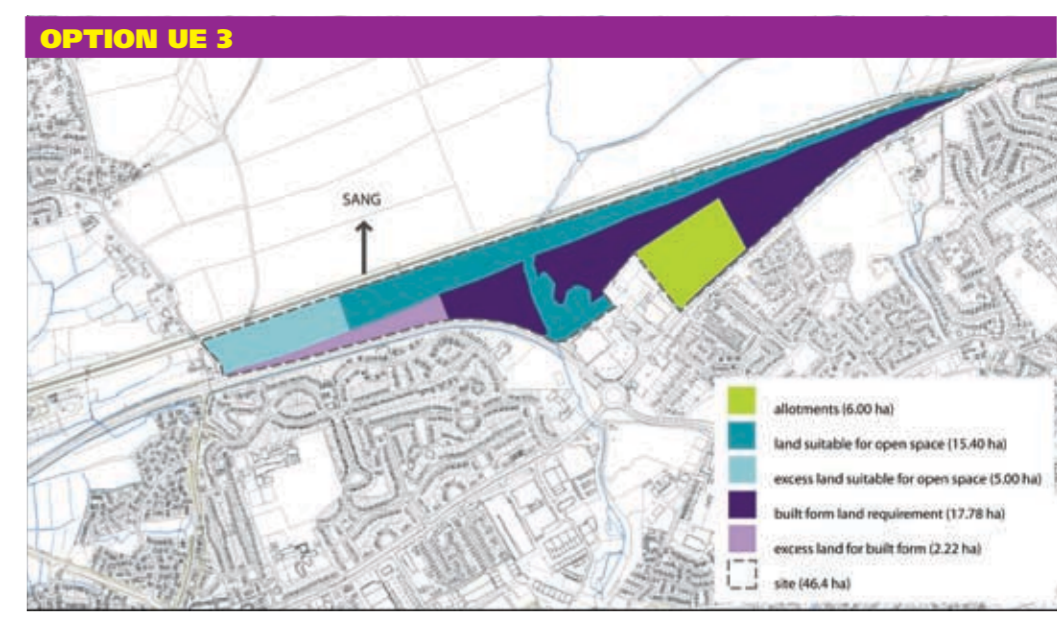 OPTION UE 3
SANG
allotments (6.00 ha)
land suitable for open space (15.40 ha)
excess land suitable for open space (5.00 ha)
built form land requirement (17.78 ha)
excess land for built form (2.22 ha)
site (46.4 ha)